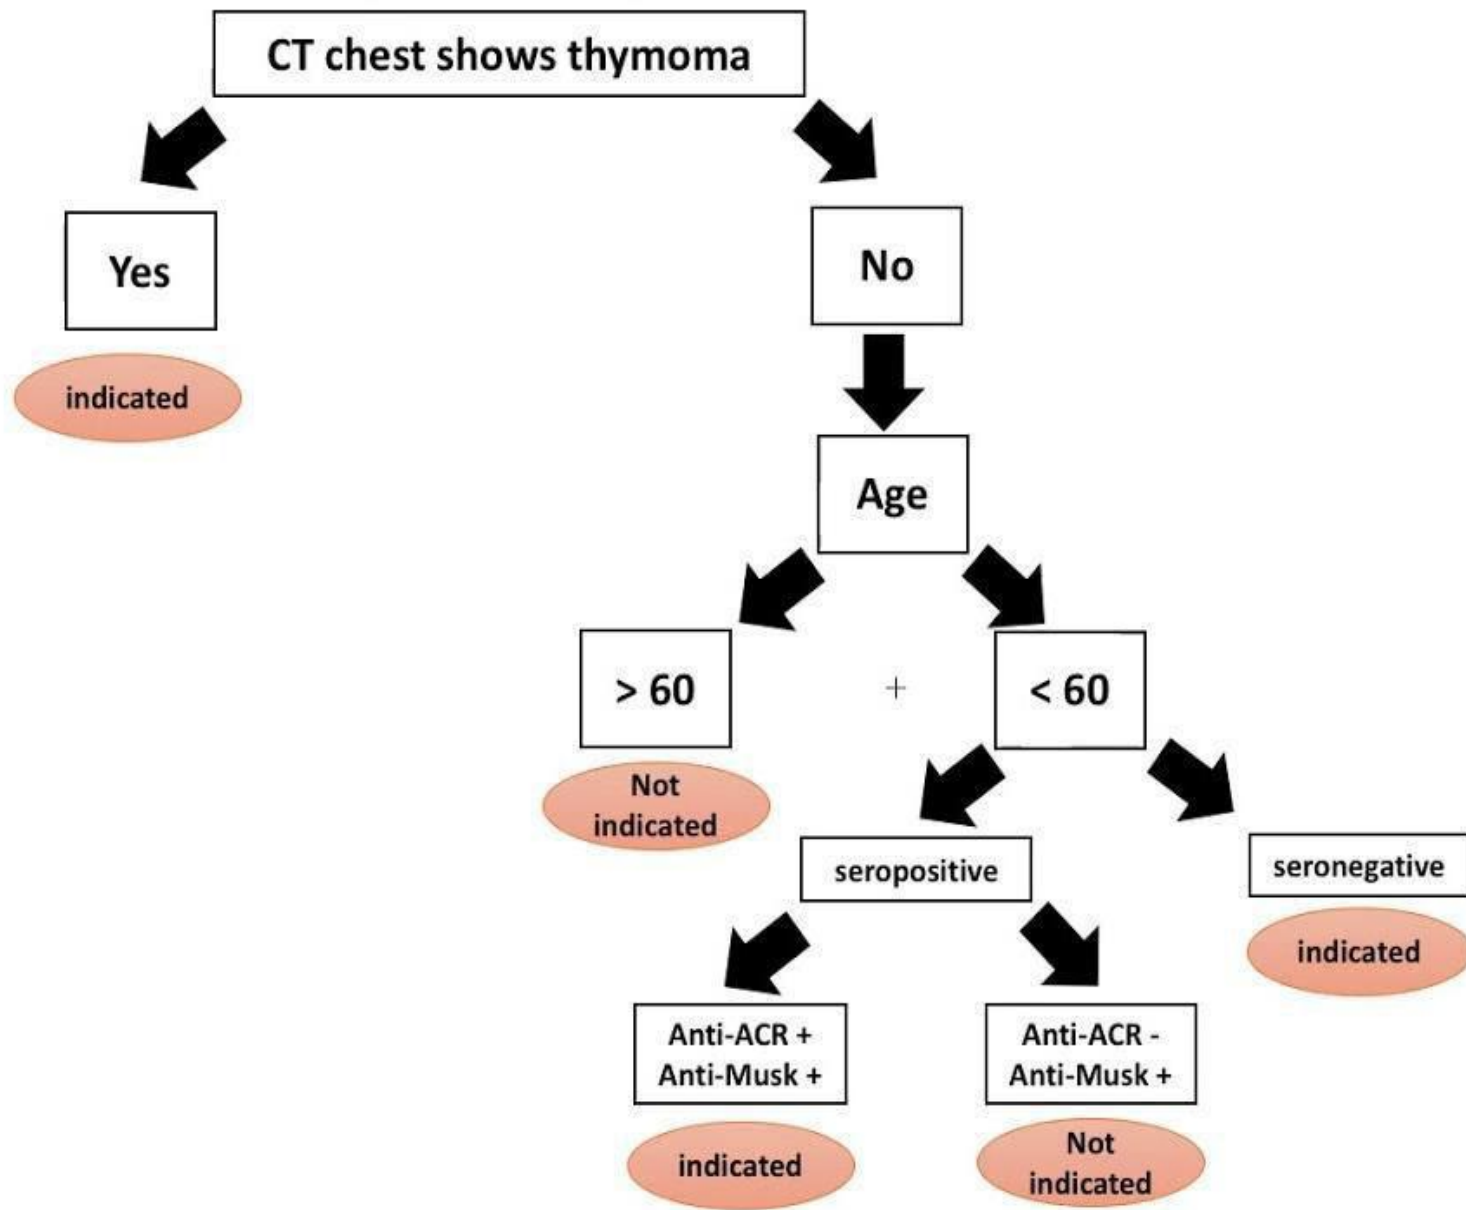 CT chest shows thymoma
Yes
No
indicated
Age
> 60
+
< 60
Not
indicated
seropositive
seronegative
indicated
Anti-ACR +
Anti-Musk +
Anti-ACR -
Anti-Musk +
indicated
Not
indicated